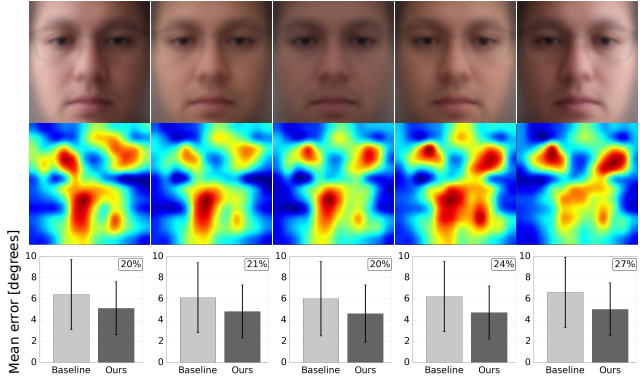 Mean error [degrees]
10 8 6 4 2 0 20% Baseline Ours
10 8 6 4 2 0 21% Baseline Ours
10 8 6 4 2 0 20% Baseline Ours
10 8 6 4 2 0 24% Baseline Ours
10 8 6 4 2 0 27% Baseline Ours